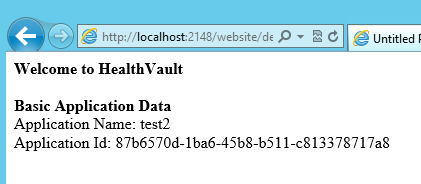 http://localhost:2148/website/de
Untitled P
Welcome to HealthVault
Basic Application Data
Application Name: test2
Application Id: 87b6570d-1ba6-45b8-b511-c813378717a8